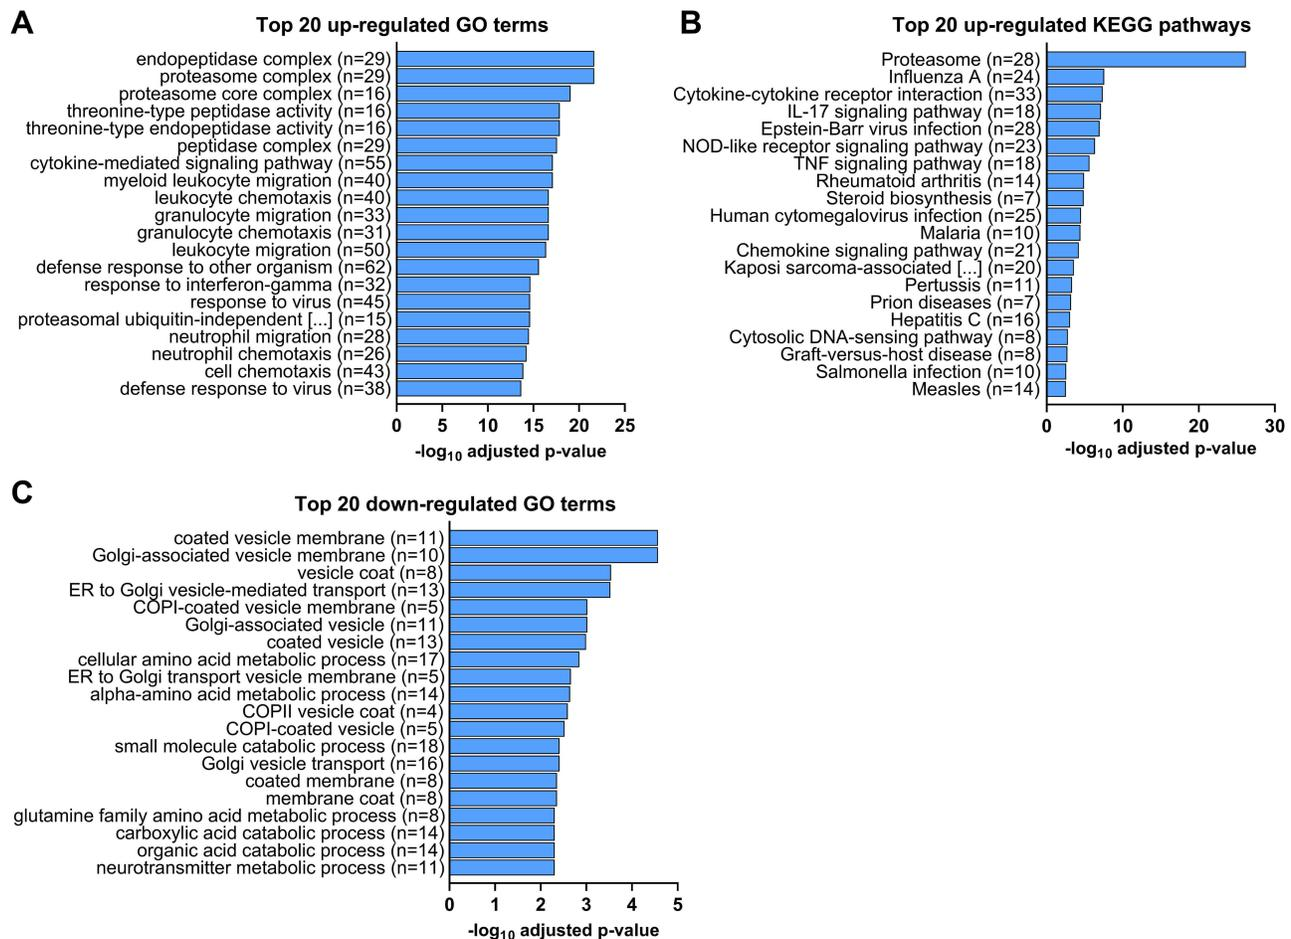 A
Top 20 up-regulated GO terms
endopeptidase complex (n=29)
proteasome complex (n=29)
proteasome core complex (n=16)
threonine-type peptidase activity (n=16)
threonine-type endopeptidase activity (n=16)
peptidase complex (n=29)
cytokine-mediated signaling pathway (n=55)
myeloid leukocyte migration (n=40)
leukocyte chemotaxis (n=40)
granulocyte migration (n=33)
granulocyte chemotaxis (n=31)
leukocyte migration (n=50)
defense response to other organism (n=62)
response to interferon-gamma (n=32)
response to virus (n=45)
proteasomal ubiquitin-independent [...] (n=15)
neutrophil migration (n=28)
neutrophil chemotaxis (n=26)
cell chemotaxis (n=43)
defense response to virus (n=38)
0 5 10 15 20 25
-log10 adjusted p-value
B
Top 20 up-regulated KEGG pathways
Proteasome (n=28)
Influenza A (n=24)
Cytokine-cytokine receptor interaction (n=33)
IL-17 signaling pathway (n=18)
Epstein-Barr virus infection (n=28)
NOD-like receptor signaling pathway (n=23)
TNF signaling pathway (n=18)
Rheumatoid arthritis (n=14)
Steroid biosynthesis (n=7)
Human cytomegalovirus infection (n=25)
Malaria (n=10)
Chemokine signaling pathway (n=21)
Kaposi sarcoma-associated [...] (n=20)
Pertussis (n=11)
Prion diseases (n=7)
Hepatitis C (n=16)
Cytosolic DNA-sensing pathway (n=8)
Graft-versus-host disease (n=8)
Salmonella infection (n=10)
Measles (n=14)
0 10 20 30
-log10 adjusted p-value
C
Top 20 down-regulated GO terms
coated vesicle membrane (n=11)
Golgi-associated vesicle membrane (n=10)
vesicle coat (n=8)
ER to Golgi vesicle-mediated transport (n=13)
COPI-coated vesicle membrane (n=5)
Golgi-associated vesicle (n=11)
coated vesicle (n=13)
cellular amino acid metabolic process (n=17)
ER to Golgi transport vesicle membrane (n=5)
alpha-amino acid metabolic process (n=14)
COPII vesicle coat (n=4)
COPI-coated vesicle (n=5)
small molecule catabolic process (n=18)
Golgi vesicle transport (n=16)
coated membrane (n=8)
membrane coat (n=8)
glutamine family amino acid metabolic process (n=8)
carboxylic acid catabolic process (n=14)
organic acid catabolic process (n=14)
neurotransmitter metabolic process (n=11)
0 1 2 3 4 5
-log10 adjusted p-value